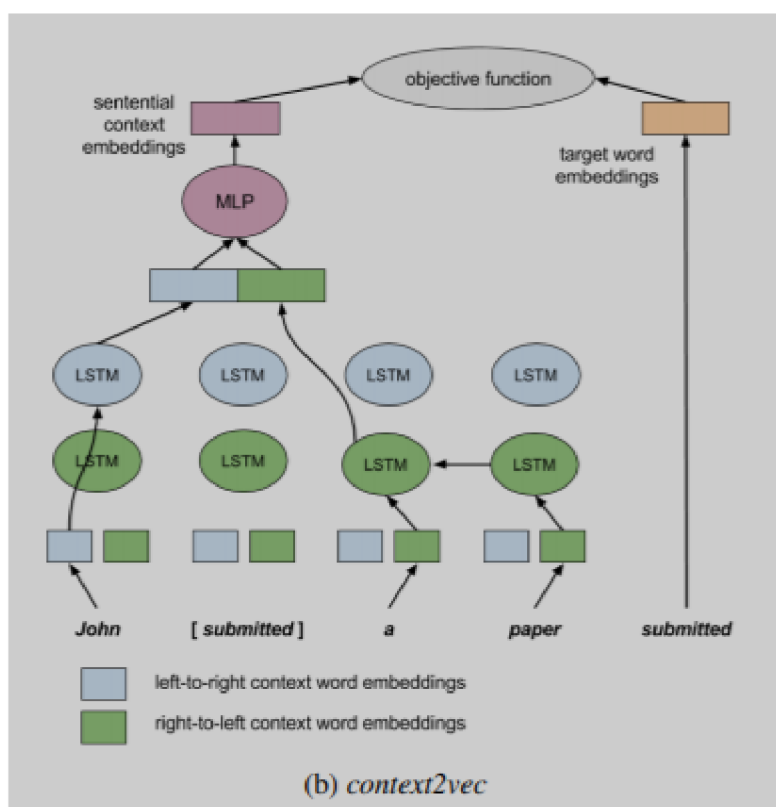 objective function
sentential
context
embeddings
target word
embeddings
MLP
LSTM LSTM LSTM LSTM
LSTM LSTM LSTM LSTM
John [ submitted ] a paper submitted
left-to-right context word embeddings
right-to-left context word embeddings
(b) context2vec